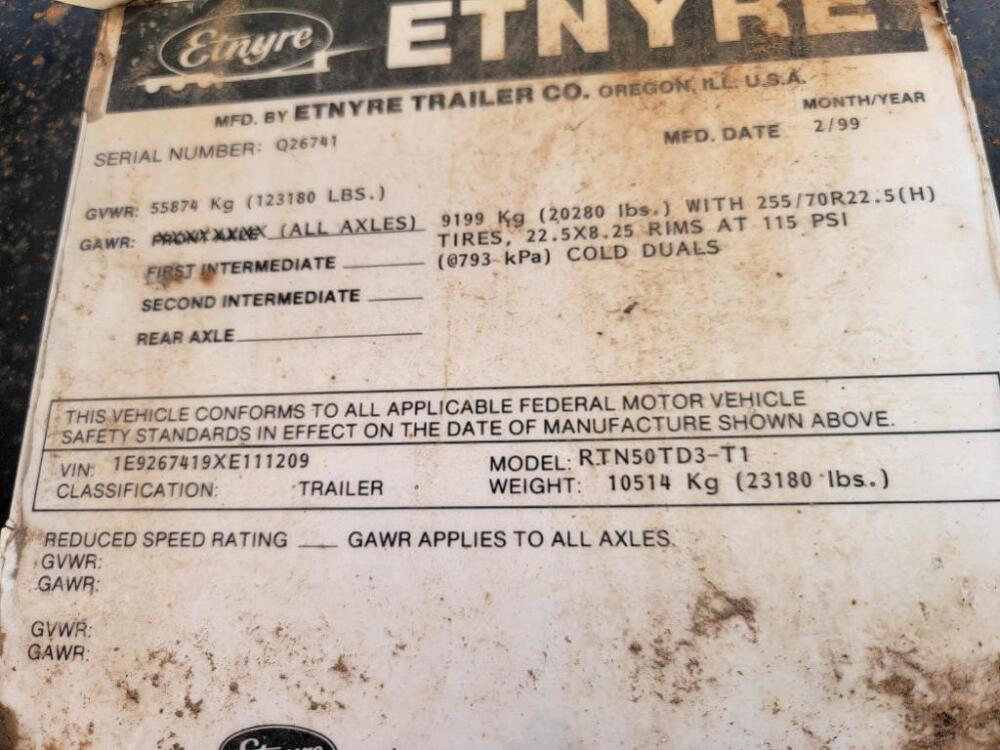 Etnyre
ETNYRE
MFD. BY ETNYRE TRAILER CO. OREGON, ILL. U.S.A.
MONTH/YEAR
SERIAL NUMBER: Q26741
MFD. DATE 2/99
GVWR: 55874 Kg (123180 LBS.)
GAWR: FRONT AXLE (ALL AXLES) 9199 Kg (20280 lbs.) WITH 255/70R22.5(H)
TIRES, 22.5X8.25 RIMS AT 115 PSI
FIRST INTERMEDIATE (@793 kPa) COLD DUALS
SECOND INTERMEDIATE
REAR AXLE
THIS VEHICLE CONFORMS TO ALL APPLICABLE FEDERAL MOTOR VEHICLE
SAFETY STANDARDS IN EFFECT ON THE DATE OF MANUFACTURE SHOWN ABOVE.
VIN: 1E9267419XE111209 MODEL: RTN50TD3-T1
CLASSIFICATION: TRAILER WEIGHT: 10514 Kg (23180 lbs.)
REDUCED SPEED RATING ___ GAWR APPLIES TO ALL AXLES.
GVWR:
GAWR:
GVWR:
GAWR:
Etnyre